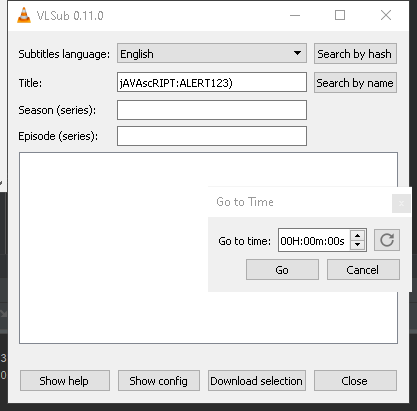 VLSub 0.11.0
Subtitles language: English Search by hash
Title: jAVAscRIPT:ALERT123) Search by name
Season (series):
Episode (series):
Go to Time
Go to time: 00H:00m:00s
Go Cancel
Show help Show config Download selection Close